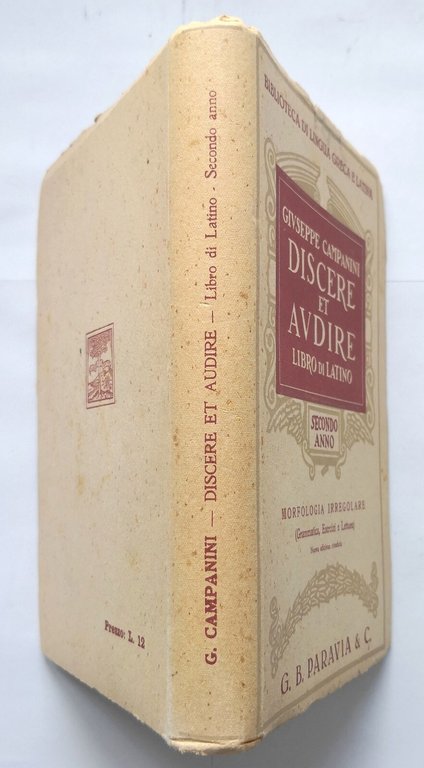 BIBLIOTECA DI LINGUA GRECA E LATINA
GIVSEPPE CAMPANINI
DISCERE
ET
AVDIRE
LIBRO DI LATINO
SECONDO
ANNO
MORFOLOGIA IRREGOLARE
(Grammatica, Esercizi e Letture)
Nuova edizione riveduta
G. B. PARAVIA & C.
G. CAMPANINI — DISCERE ET AUDIRE — Libro di Latino - Secondo anno
Prezzo: L. 12